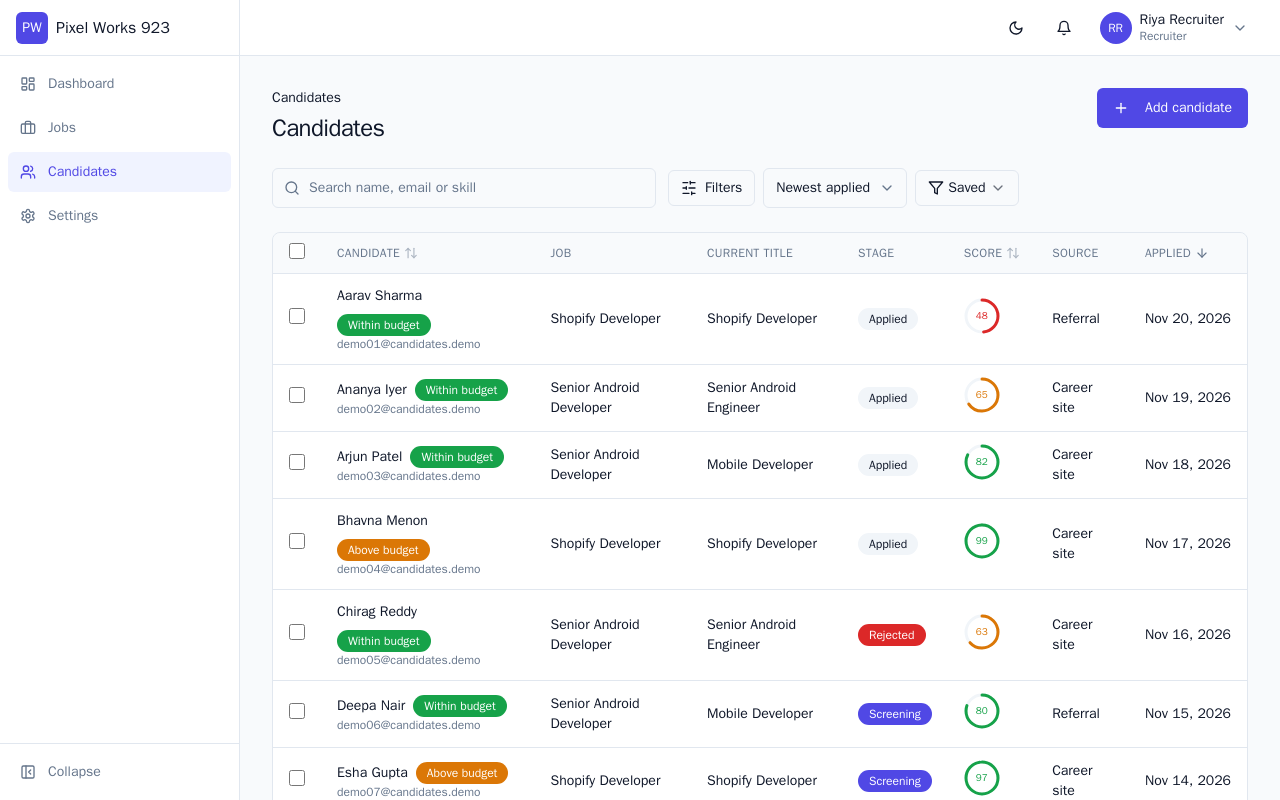 PW Pixel Works 923
RR Riya Recruiter
Recruiter
Dashboard
Jobs
Candidates
Settings
Collapse
Candidates
Candidates
Add candidate
Search name, email or skill
Filters
Newest applied
Saved
CANDIDATE JOB CURRENT TITLE STAGE SCORE SOURCE APPLIED
Aarav Sharma
Within budget
demo01@candidates.demo
Shopify Developer
Shopify Developer
Applied
48
Referral
Nov 20, 2026
Ananya Iyer Within budget
demo02@candidates.demo
Senior Android
Developer
Senior Android
Engineer
Applied
65
Career
site
Nov 19, 2026
Arjun Patel Within budget
demo03@candidates.demo
Senior Android
Developer
Mobile Developer
Applied
82
Career
site
Nov 18, 2026
Bhavna Menon
Above budget
demo04@candidates.demo
Shopify Developer
Shopify Developer
Applied
99
Career
site
Nov 17, 2026
Chirag Reddy
Within budget
demo05@candidates.demo
Senior Android
Developer
Senior Android
Engineer
Rejected
63
Career
site
Nov 16, 2026
Deepa Nair Within budget
demo06@candidates.demo
Senior Android
Developer
Mobile Developer
Screening
80
Referral
Nov 15, 2026
Esha Gupta Above budget
demo07@candidates.demo
Shopify Developer
Shopify Developer
Screening
97
Career
site
Nov 14, 2026